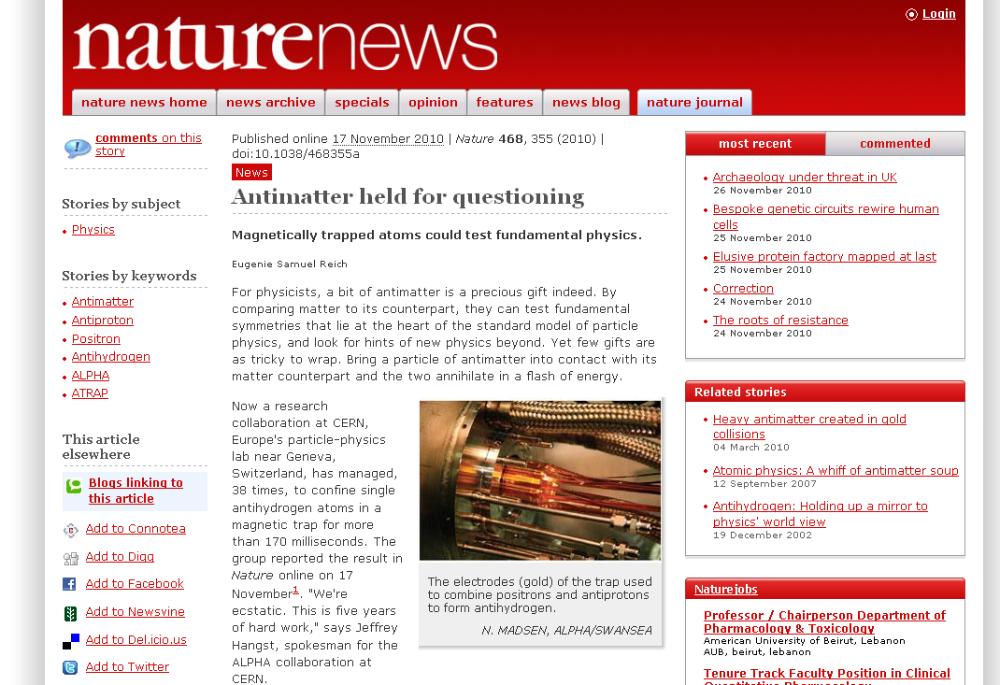 naturenews
Login
nature news home
news archive
specials
opinion
features
news blog
nature journal
comments on this
story
Stories by subject
Physics
Stories by keywords
Antimatter
Antiproton
Positron
Antihydrogen
ALPHA
ATRAP
This article
elsewhere
Blogs linking to
this article
Add to Connotea
Add to Digg
Add to Facebook
Add to Newsvine
Add to Del.icio.us
Add to Twitter
Published online 17 November 2010 | Nature 468, 355 (2010) |
doi:10.1038/468355a
News
Antimatter held for questioning
Magnetically trapped atoms could test fundamental physics.
Eugenie Samuel Reich
For physicists, a bit of antimatter is a precious gift indeed. By
comparing matter to its counterpart, they can test fundamental
symmetries that lie at the heart of the standard model of particle
physics, and look for hints of new physics beyond. Yet few gifts are
as tricky to wrap. Bring a particle of antimatter into contact with its
matter counterpart and the two annihilate in a flash of energy.
Now a research
collaboration at CERN,
Europe's particle-physics
lab near Geneva,
Switzerland, has managed,
38 times, to confine single
antihydrogen atoms in a
magnetic trap for more
than 170 milliseconds. The
group reported the result in
Nature online on 17
November1. "We're
ecstatic. This is five years
of hard work," says Jeffrey
Hangst, spokesman for the
ALPHA collaboration at
CERN.
The electrodes (gold) of the trap used
to combine positrons and antiprotons
to form antihydrogen.
N. MADSEN, ALPHA/SWANSEA
most recent
commented
Archaeology under threat in UK
26 November 2010
Bespoke genetic circuits rewire human
cells
25 November 2010
Elusive protein factory mapped at last
25 November 2010
Correction
24 November 2010
The roots of resistance
24 November 2010
Related stories
Heavy antimatter created in gold
collisions
04 March 2010
Atomic physics: A whiff of antimatter soup
12 September 2007
Antihydrogen: Holding up a mirror to
physics' world view
19 December 2002
Naturejobs
Professor / Chairperson Department of
Pharmacology & Toxicology
American University of Beirut, Lebanon
AUB, beirut, lebanon
Tenure Track Faculty Position in Clinical
Quantitative Pharmacology